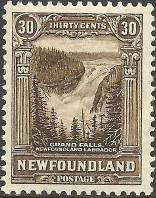 THIRTY CENTS
30 30
GRAND FALLS
NEWFOUNDLAND LABRADOR
NEWFOUNDLAND
POSTAGE